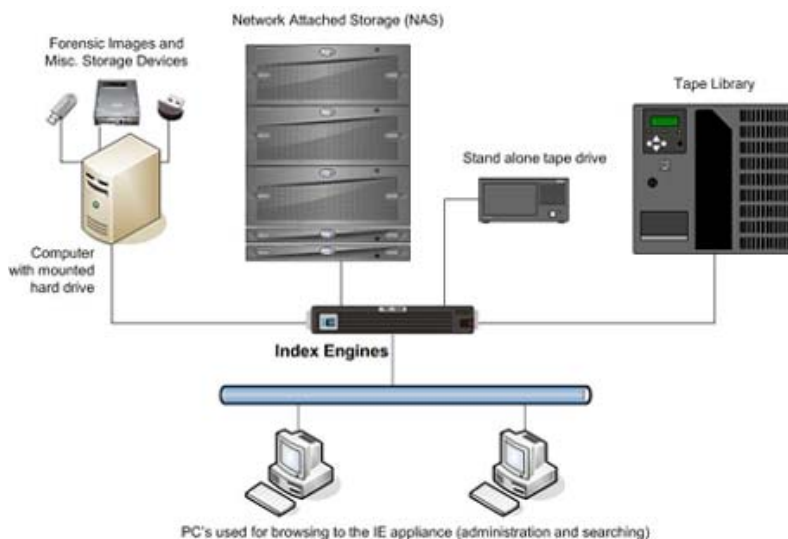 Network Attached Storage (NAS)
Forensic Images and
Misc. Storage Devices
Tape Library
Stand alone tape drive
Computer
with mounted
hard drive
Index Engines
PC's used for browsing to the IE appliance (administration and searching)